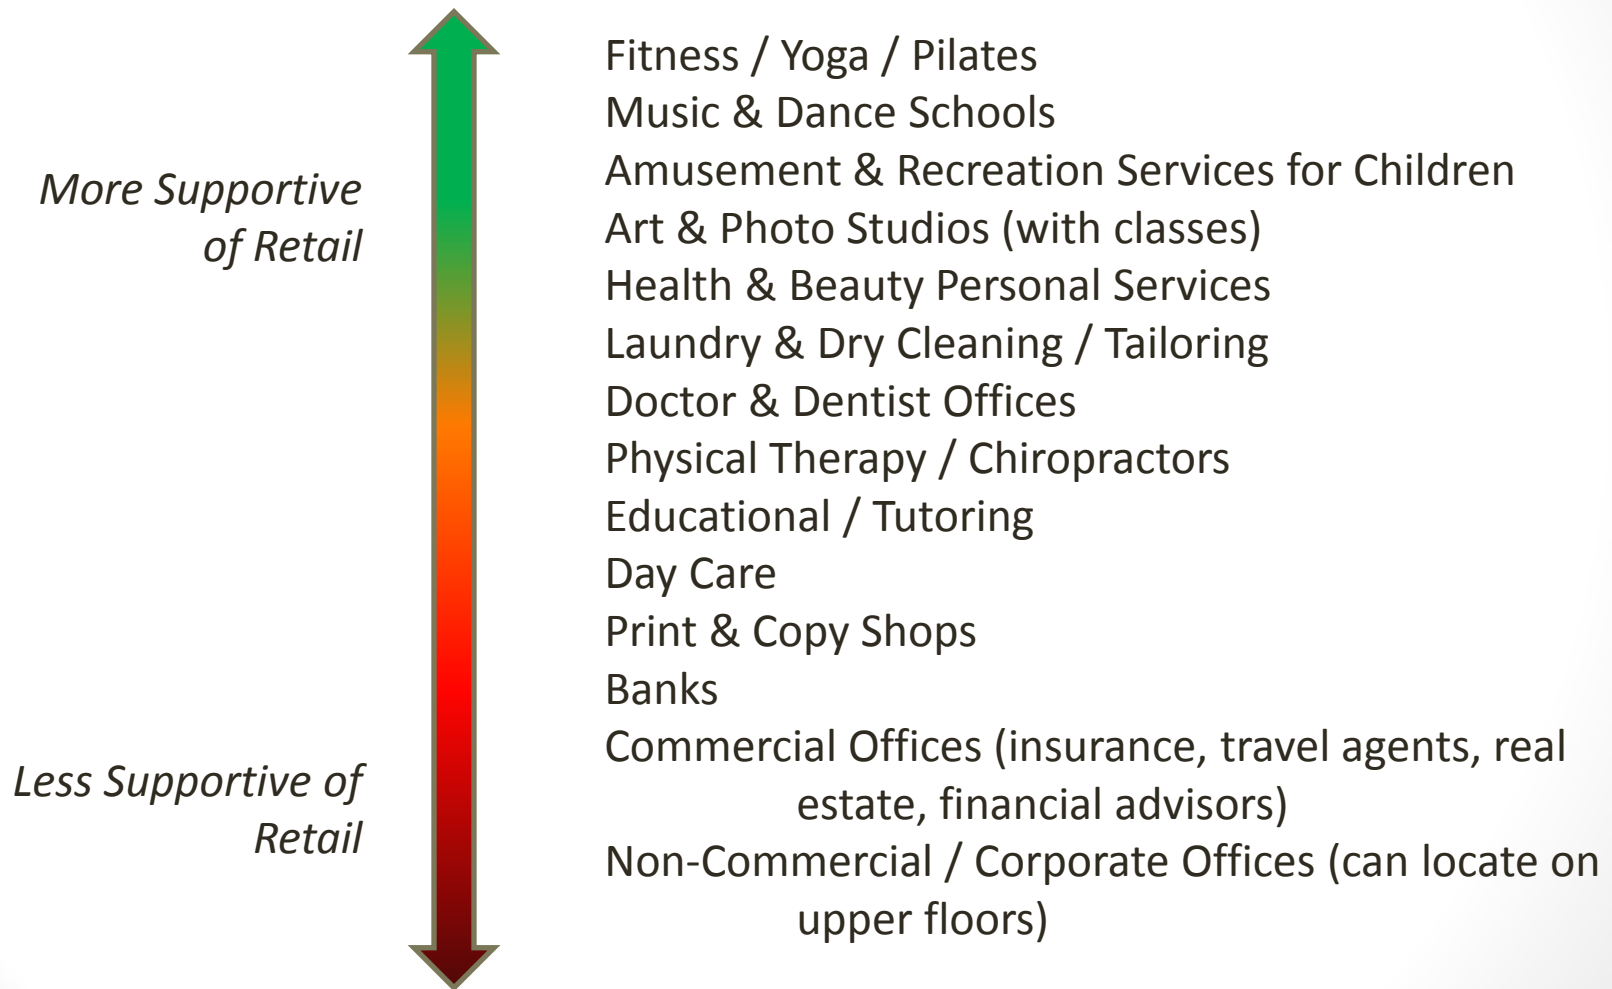 More Supportive
of Retail
Less Supportive of
Retail
Fitness / Yoga / Pilates
Music & Dance Schools
Amusement & Recreation Services for Children
Art & Photo Studios (with classes)
Health & Beauty Personal Services
Laundry & Dry Cleaning / Tailoring
Doctor & Dentist Offices
Physical Therapy / Chiropractors
Educational / Tutoring
Day Care
Print & Copy Shops
Banks
Commercial Offices (insurance, travel agents, real
estate, financial advisors)
Non-Commercial / Corporate Offices (can locate on
upper floors)